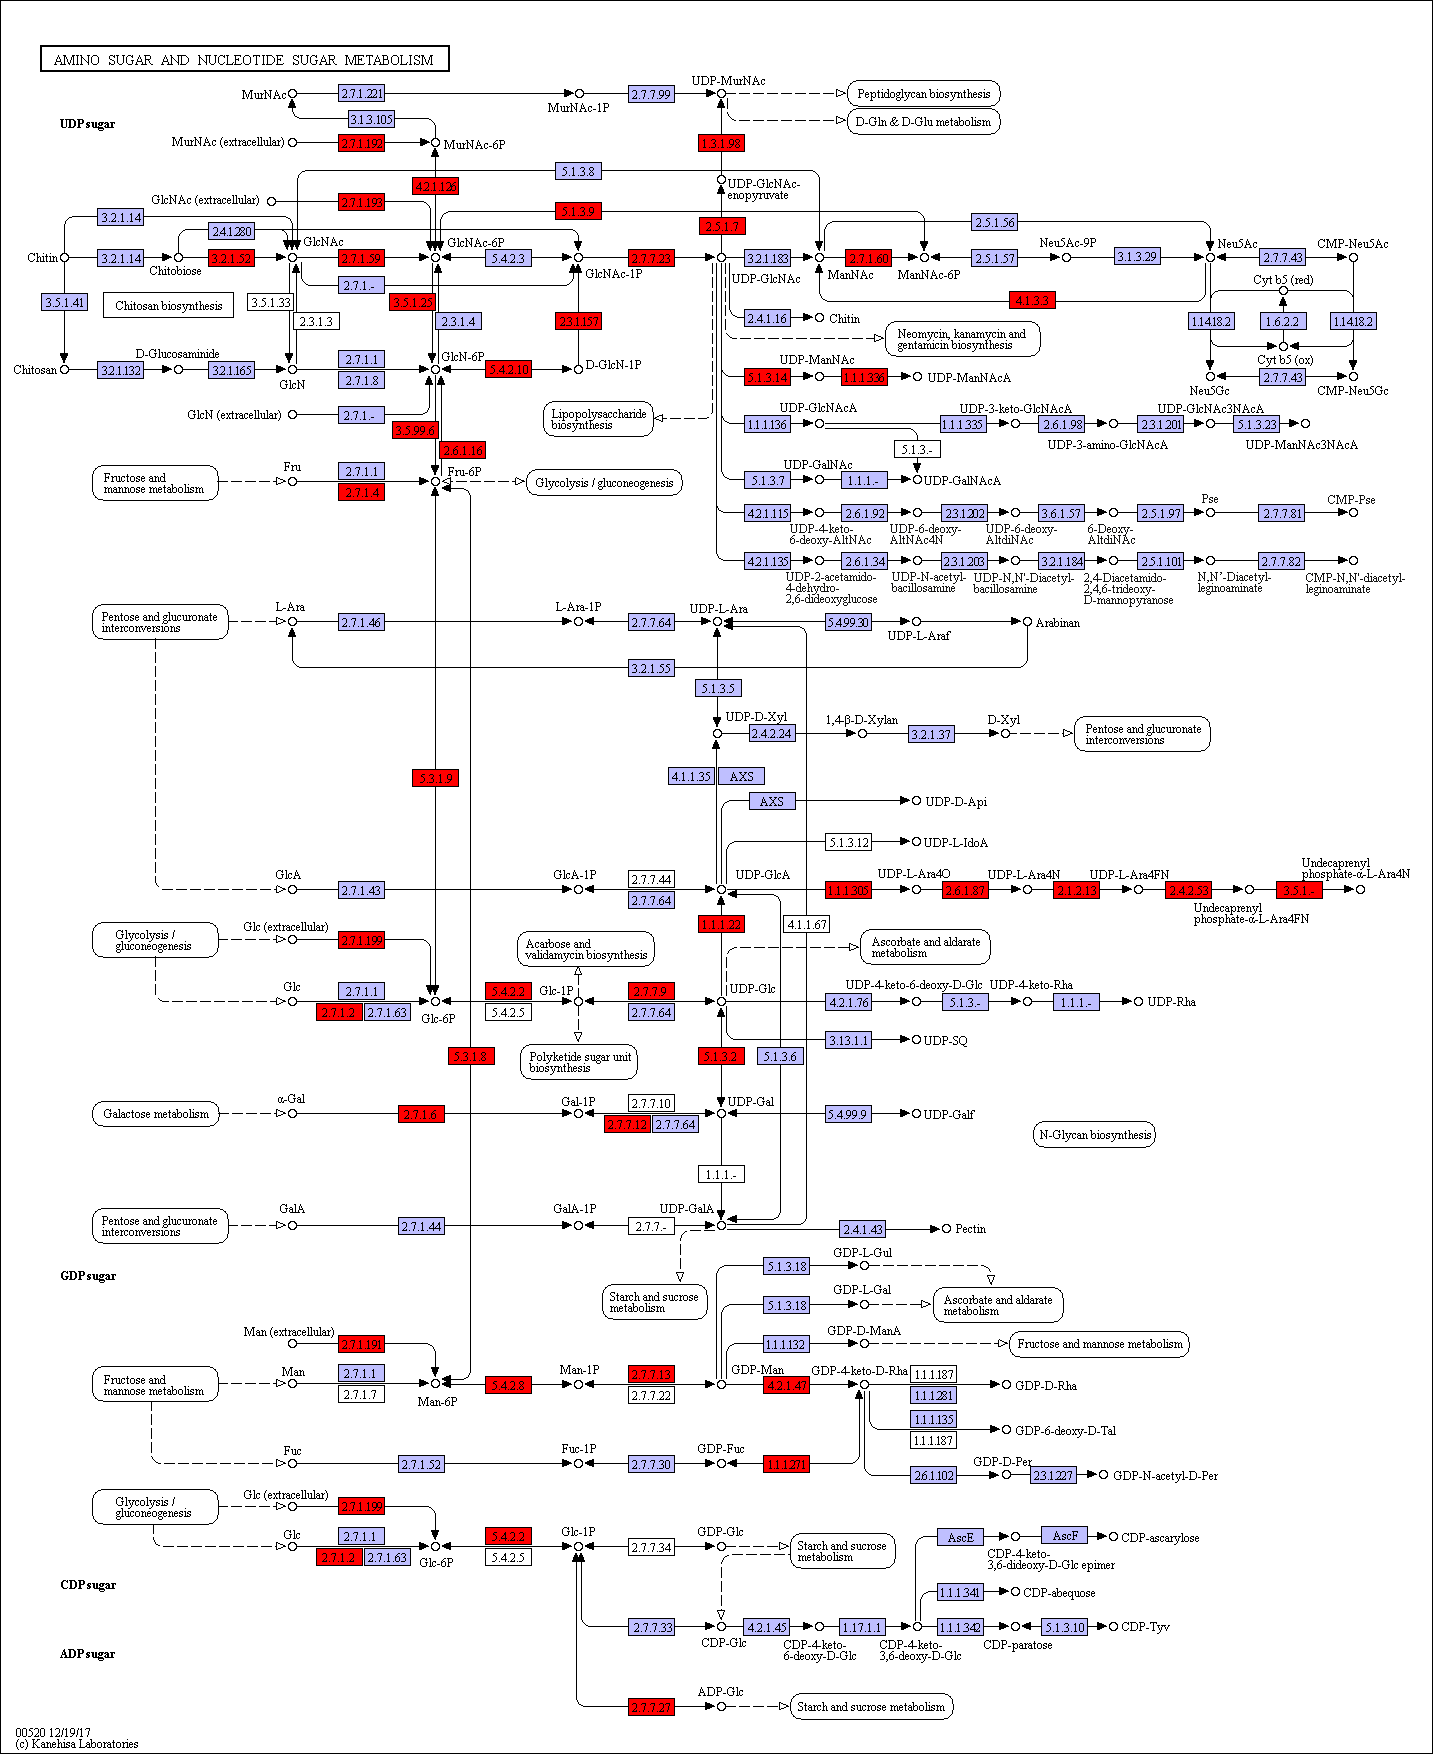 AMINO SUGAR AND NUCLEOTIDE SUGAR METABOLISM
UDP-MurNAc
MurNAc
2.7.1.221
MurNAc-1P
2.7.7.99
Peptidoglycan biosynthesis
UDPsugar
3.1.3.105
D-Gln & D-Glu metabolism
MurNAc (extracellular)
2.7.1.192
MurNAc-6P
1.3.1.98
5.1.3.8
4.2.1.126
UDP-GlcNAc-
enopyruvate
GlcNAc (extracellular)
2.7.1.193
5.1.3.9
2.5.1.7
3.2.1.14
2.4.1.280
2.5.1.56
GlcNAc
GlcNAc-6P
Neu5Ac-9P
Neu5Ac
CMP-Neu5Ac
Chitin
3.2.1.14
Chitobiose
3.2.1.52
2.7.1.59
5.4.2.3
GlcNAc-1P
2.7.7.23
UDP-GlcNAc
3.2.1.183
ManNAc
2.7.1.60
ManNAc-6P
2.5.1.57
3.1.3.29
2.7.7.43
2.7.1.-
Cyt b5 (red)
3.5.1.41
Chitosan biosynthesis
3.5.1.33
3.5.1.25
4.1.3.3
2.3.1.3
2.3.1.4
2.3.1.157
2.4.1.16
Chitin
1.14.18.2
1.6.2.2
1.14.18.2
Neomycin, kanamycin and
gentamicin biosynthesis
D-Glucosaminide
2.7.1.1
GlcN-6P
UDP-ManNAc
Cyt b5 (ox)
Chitosan
3.2.1.132
3.2.1.165
GlcN
2.7.1.8
5.4.2.10
D-GlcN-1P
5.1.3.14
1.1.1.336
UDP-ManNAcA
Neu5Gc
2.7.7.43
CMP-Neu5Gc
GlcN (extracellular)
2.7.1.-
Lipopolysaccharide
biosynthesis
UDP-GlcNAcA
UDP-3-keto-GlcNAcA
UDP-GlcNAc3NAcA
1.1.1.136
1.1.1.335
2.6.1.98
2.3.1.201
5.1.3.23
3.5.99.6
2.6.1.16
5.1.3.-
UDP-3-amino-GlcNAcA
UDP-ManNAc3NAcA
Fructose and
mannose metabolism
Fru
2.7.1.1
2.7.1.4
Fru-6P
Glycolysis / gluconeogenesis
UDP-GalNAc
5.1.3.7
1.1.1.-
UDP-GalNAcA
Pse
CMP-Pse
4.2.1.115
2.6.1.92
2.3.1.202
3.6.1.57
2.5.1.97
2.7.7.81
UDP-4-keto-
6-deoxy-AltNAc
UDP-6-deoxy-
AltNAc4N
UDP-6-deoxy-
AltdiNAc
6-Deoxy-
AltdiNAc
4.2.1.135
2.6.1.34
2.3.1.203
3.2.1.184
2.5.1.101
2.7.7.82
UDP-2-acetamido-
4-dehydro-
2,6-dideoxyglucose
UDP-N-acetyl-
bacillosamine
UDP-N,N'-Diacetyl-
bacillosamine
2,4-Diacetamido-
2,4,6-trideoxy-
D-mannopyranose
N,N'-Diacetyl-
leginoaminate
CMP-N,N'-diacetyl-
leginoaminate
Pentose and glucuronate
interconversions
L-Ara
2.7.1.46
L-Ara-1P
2.7.7.64
UDP-L-Ara
5.4.99.30
UDP-L-Araf
Arabinan
3.2.1.55
5.1.3.5
UDP-D-Xyl
2.4.2.24
1,4-β-D-Xylan
3.2.1.37
D-Xyl
Pentose and glucuronate
interconversions
5.3.1.9
4.1.1.35
AXS
AXS
UDP-D-Api
5.1.3.12
UDP-L-IdoA
GlcA
2.7.1.43
GlcA-1P
2.7.7.44
2.7.7.64
UDP-GlcA
1.1.1.305
UDP-L-Ara4O
2.6.1.87
UDP-L-Ara4N
2.1.2.13
UDP-L-Ara4FN
2.4.2.53
Undecaprenyl
phosphate-α-L-Ara4FN
3.5.1.-
Undecaprenyl
phosphate-α-L-Ara4N
Glycolysis /
gluconeogenesis
Glc (extracellular)
2.7.1.199
Acarbose and
validamycin biosynthesis
1.1.1.22
4.1.1.67
Ascorbate and aldarate
metabolism
Glc
2.7.1.1
2.7.1.2
2.7.1.63
Glc-6P
5.4.2.2
5.4.2.5
Glc-1P
2.7.7.9
2.7.7.64
UDP-Glc
4.2.1.76
UDP-4-keto-6-deoxy-D-Glc
5.1.3.-
UDP-4-keto-Rha
1.1.1.-
UDP-Rha
3.13.1.1
UDP-SQ
5.3.1.8
Polyketide sugar unit
biosynthesis
5.1.3.2
5.1.3.6
Galactose metabolism
α-Gal
2.7.1.6
Gal-1P
2.7.7.10
2.7.7.12
2.7.7.64
UDP-Gal
5.4.99.9
UDP-Galf
N-Glycan biosynthesis
1.1.1.-
Pentose and glucuronate
interconversions
GalA
2.7.1.44
GalA-1P
2.7.7.-
UDP-GalA
2.4.1.43
Pectin
GDPsugar
Starch and sucrose
metabolism
5.1.3.18
GDP-L-Gul
5.1.3.18
GDP-L-Gal
Ascorbate and aldarate
metabolism
Man (extracellular)
2.7.1.191
1.1.1.132
GDP-D-ManA
Fructose and mannose metabolism
Fructose and
mannose metabolism
Man
2.7.1.1
2.7.1.7
Man-6P
5.4.2.8
Man-1P
2.7.7.13
2.7.7.22
GDP-Man
4.2.1.47
GDP-4-keto-D-Rha
1.1.1.187
1.1.1.281
GDP-D-Rha
1.1.1.135
1.1.1.187
GDP-6-deoxy-D-Tal
Fuc
2.7.1.52
Fuc-1P
2.7.7.30
GDP-Fuc
1.1.1.271
2.6.1.102
GDP-D-Per
2.3.1.227
GDP-N-acetyl-D-Per
Glycolysis /
gluconeogenesis
Glc (extracellular)
2.7.1.199
Glc
2.7.1.1
2.7.1.2
2.7.1.63
Glc-6P
5.4.2.2
5.4.2.5
Glc-1P
2.7.7.34
GDP-Glc
Starch and sucrose
metabolism
AscE
CDP-4-keto-
3,6-dideoxy-D-Glc epimer
AscF
CDP-ascarylose
CDPsugar
1.1.1.341
CDP-abequose
2.7.7.33
CDP-Glc
4.2.1.45
CDP-4-keto-
6-deoxy-D-Glc
1.17.1.1
CDP-4-keto-
3,6-deoxy-D-Glc
1.1.1.342
CDP-paratose
5.1.3.10
CDP-Tyv
ADPsugar
2.7.7.27
ADP-Glc
Starch and sucrose metabolism
00520 12/19/17
(c) Kanehisa Laboratories